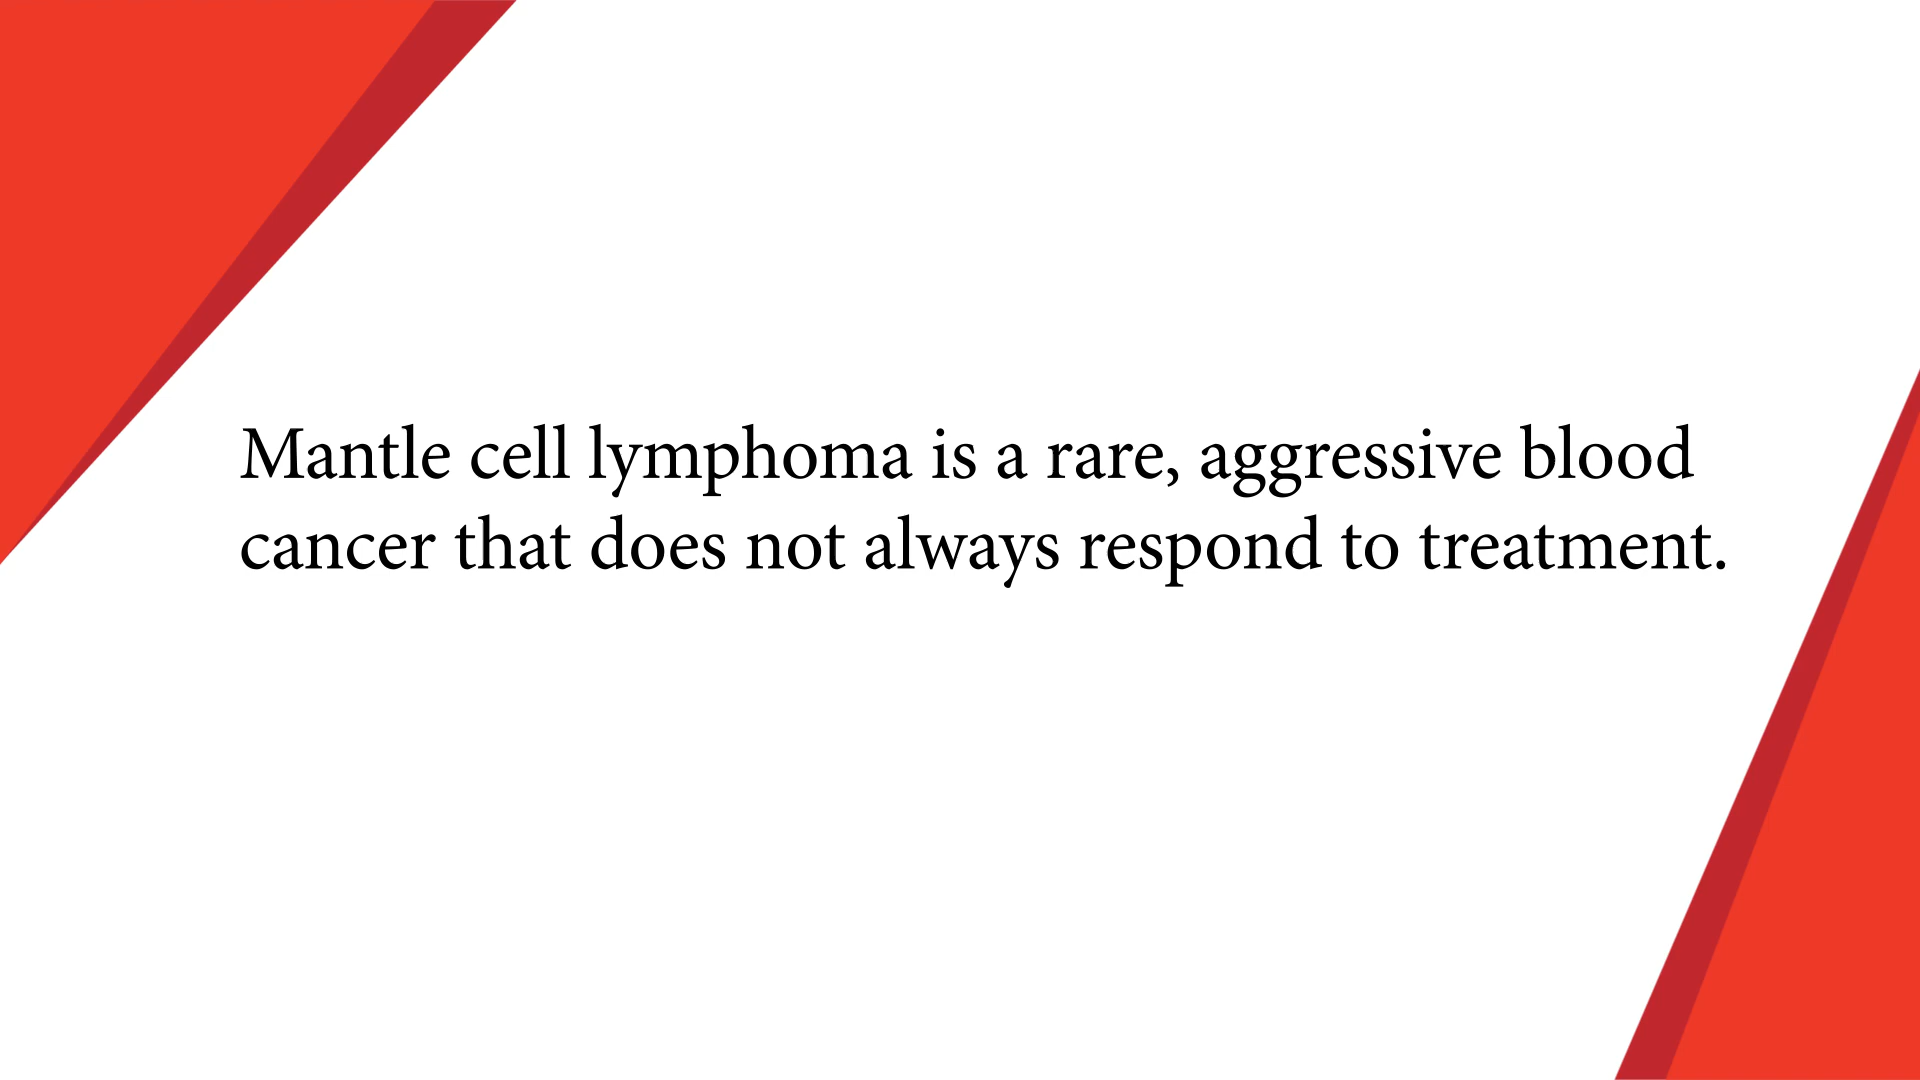 Mantle cell lymphoma is a rare, aggressive blood
cancer that does not always respond to treatment.